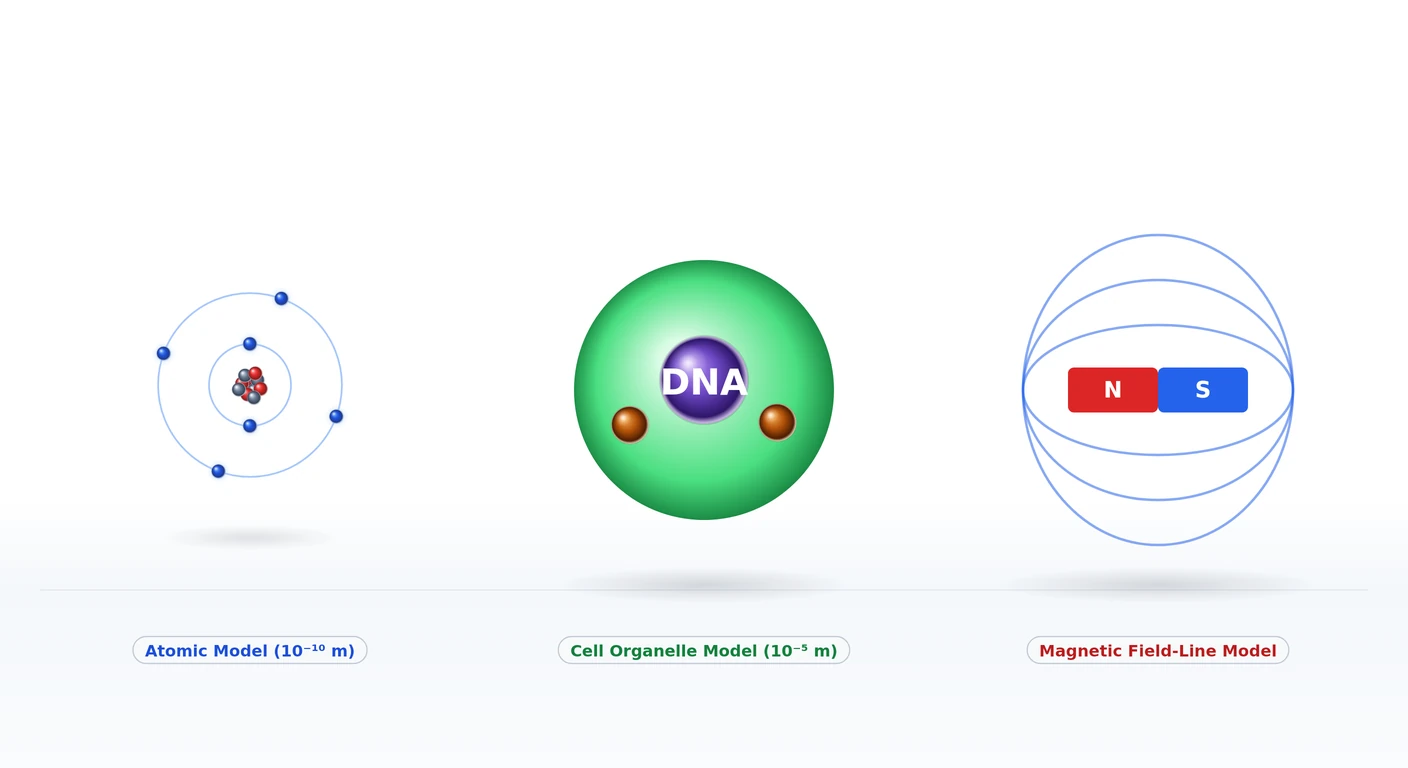 DNA
N
S
Atomic Model (10⁻¹⁰ m)
Cell Organelle Model (10⁻⁵ m)
Magnetic Field-Line Model